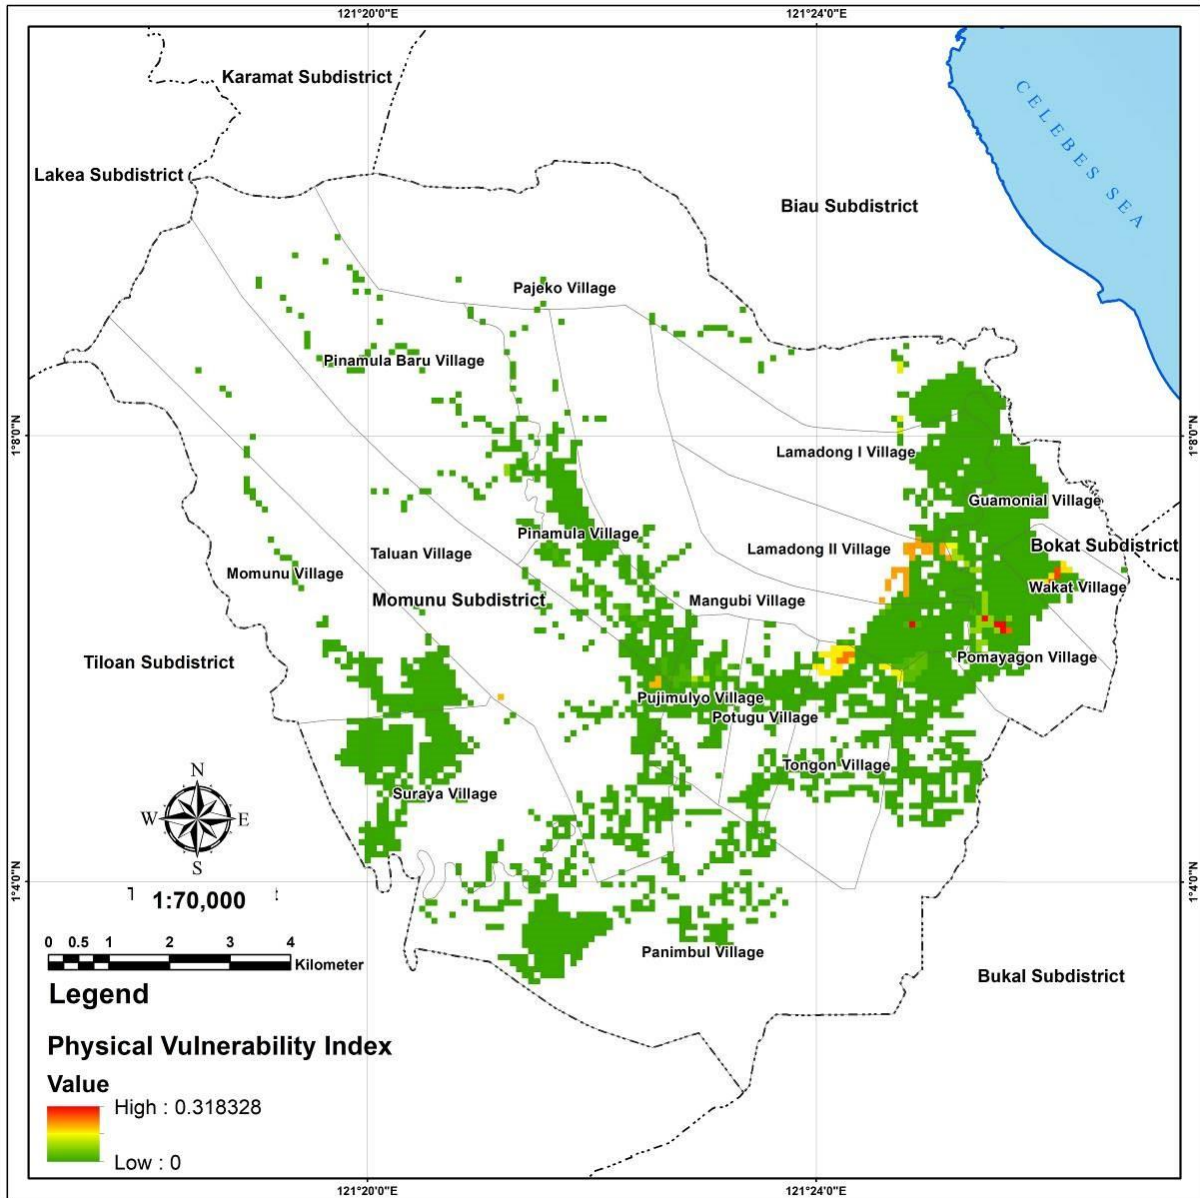 121°20'0"E
121°24'0"E
Karamat Subdistrict
CELEBES SEA
Lakea Subdistrict
Biau Subdistrict
Pajeko Village
Pinamula Baru Village
1°8'0"N
1°8'0"N
Lamadong I Village
Guamonial Village
Pinamula Village
Bokat Subdistrict
Taluan Village
Lamadong II Village
Momunu Village
Wakat Village
Momunu Subdistrict
Mangubi Village
Tiloan Subdistrict
Pomayagon Village
Pujimulyo Village
Potugu Village
Tongon Village
Suraya Village
N
W
E
S
1°4'0"N
1°4'0"N
1:70,000
0 0.5 1 2 3 4
Kilometer
Panimbul Village
Bukal Subdistrict
Legend
Physical Vulnerability Index
Value
High : 0.318328
Low : 0
121°20'0"E
121°24'0"E